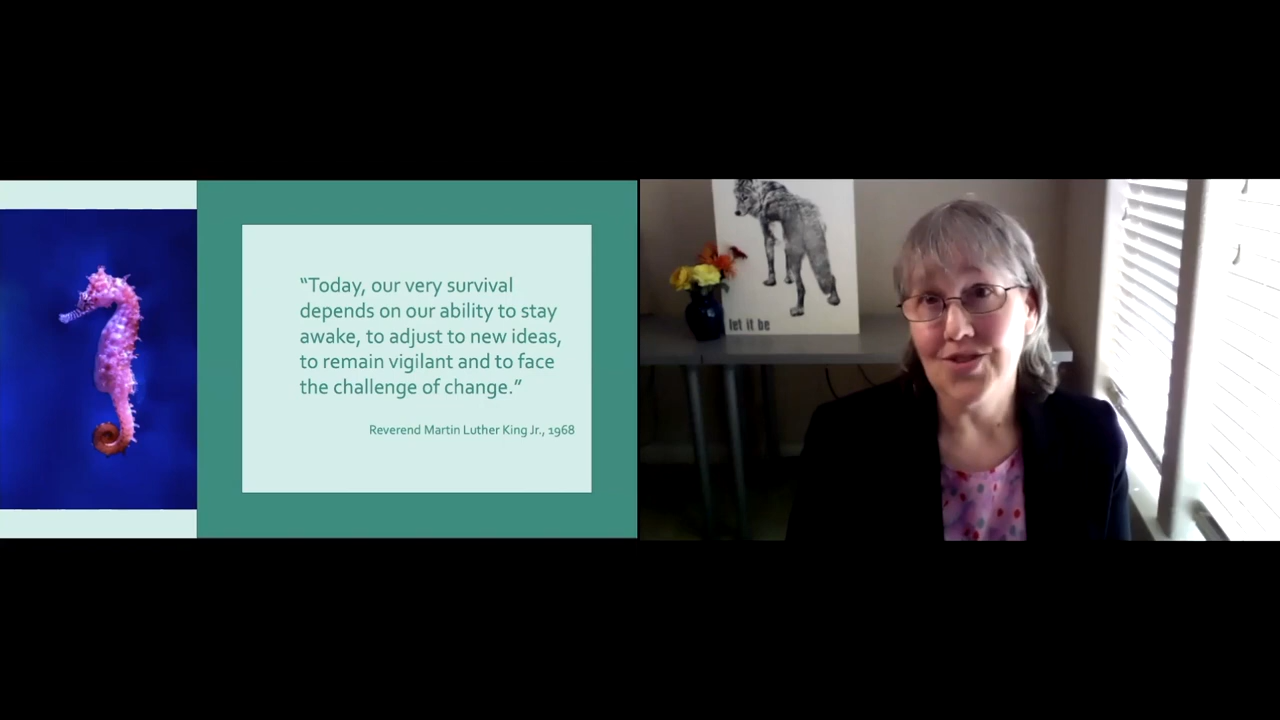 “Today, our very survival
depends on our ability to stay
awake, to adjust to new ideas,
to remain vigilant and to face
the challenge of change.”
Reverend Martin Luther King Jr., 1968
let it be